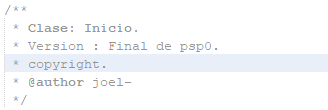 /**
 * Clase: Inicio.
 * Version : Final de psp0.
 * copyright.
 * @author joel-
 */